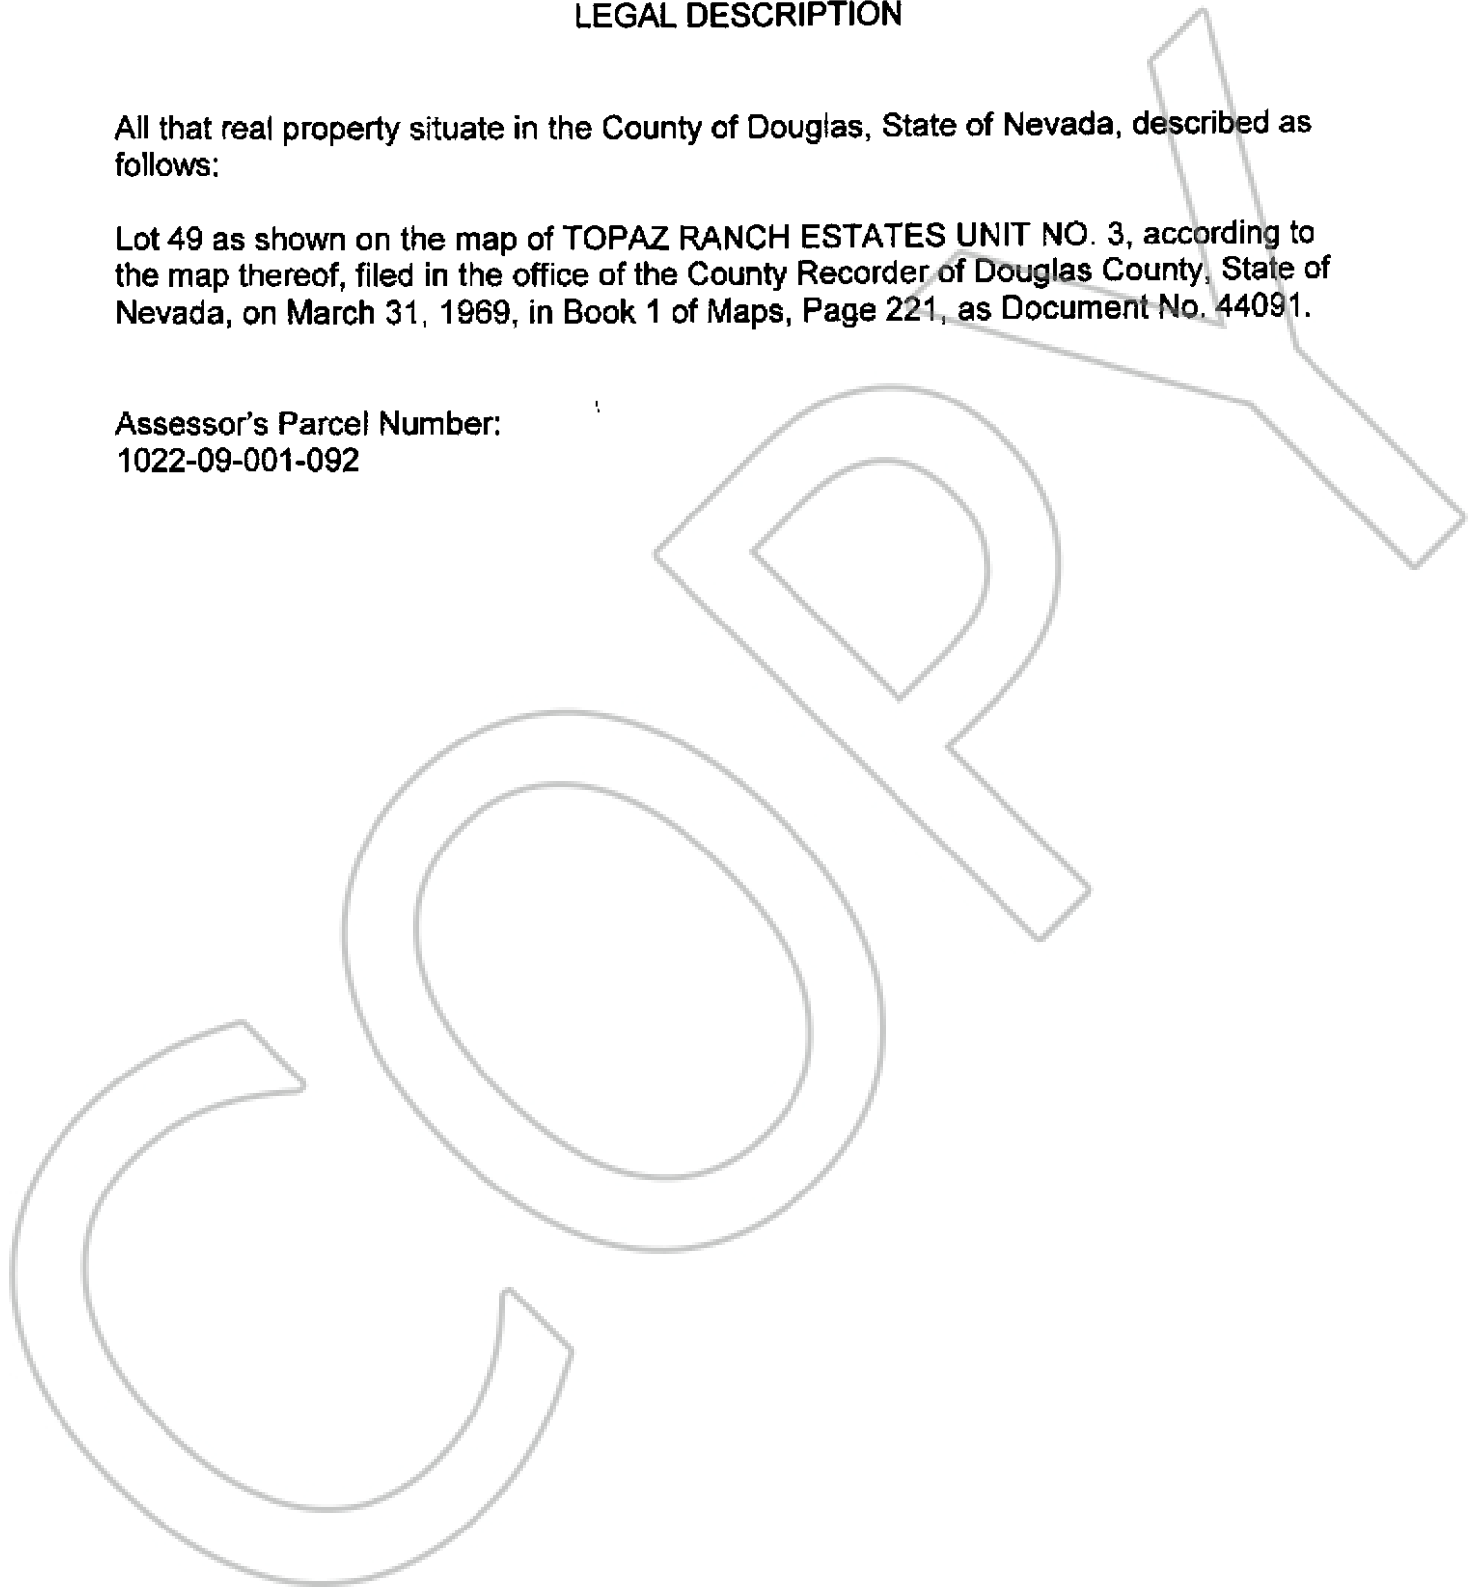 LEGAL DESCRIPTION
All that real property situate in the County of Douglas, State of Nevada, described as
follows:
Lot 49 as shown on the map of TOPAZ RANCH ESTATES UNIT NO. 3, according to
the map thereof, filed in the office of the County Recorder of Douglas County, State of
Nevada, on March 31, 1969, in Book 1 of Maps, Page 221, as Document No. 44091.
Assessor's Parcel Number:
1022-09-001-092
COPY